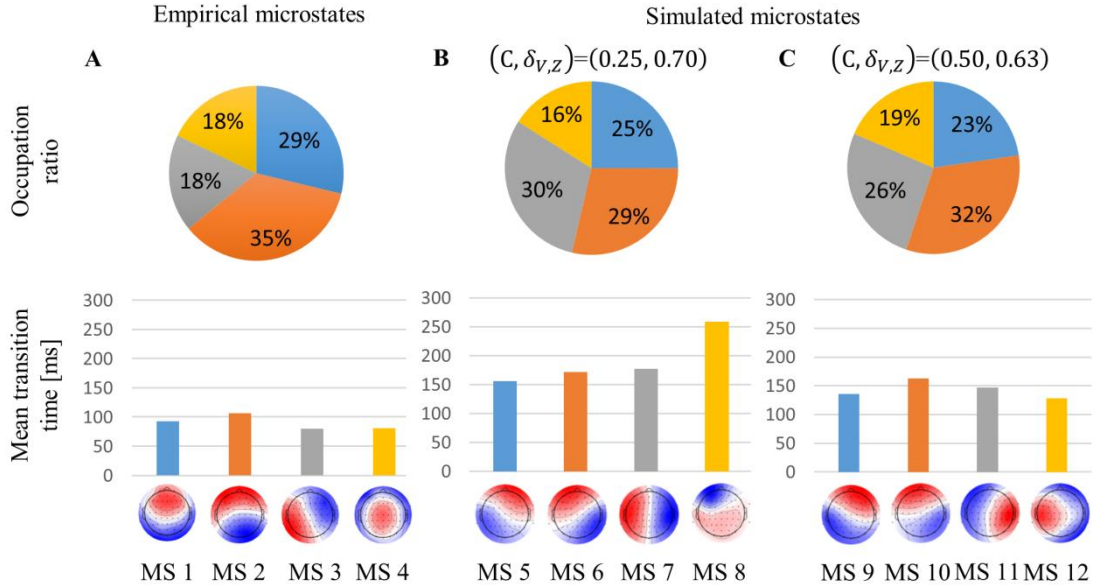 Empirical microstates
Simulated microstates
A
B
(C, δV,Z)=(0.25, 0.70)
C
(C, δV,Z)=(0.50, 0.63)
Occupation
ratio
18%
29%
18%
35%
16%
25%
30%
29%
19%
23%
26%
32%
Mean transition
time [ms]
300
250
200
150
100
50
0
300
250
200
150
100
50
0
300
250
200
150
100
50
0
MS 1
MS 2
MS 3
MS 4
MS 5
MS 6
MS 7
MS 8
MS 9
MS 10
MS 11
MS 12